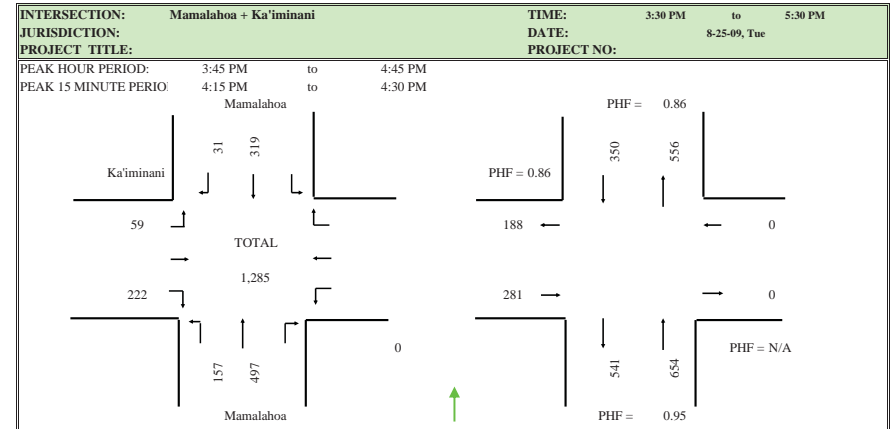 INTERSECTION: Mamalahoa + Ka'iminani TIME: 3:30 PM to 5:30 PM
JURISDICTION: DATE: 8-25-09, Tue
PROJECT TITLE: PROJECT NO:
PEAK HOUR PERIOD: 3:45 PM to 4:45 PM
PEAK 15 MINUTE PERIO 4:15 PM to 4:30 PM
Mamalahoa PHF = 0.86
31 319 350 556
Ka'iminani PHF = 0.86
59 188 0
TOTAL
1,285
222 281 0
0 PHF = N/A
157 497 541 654
Mamalahoa PHF = 0.95